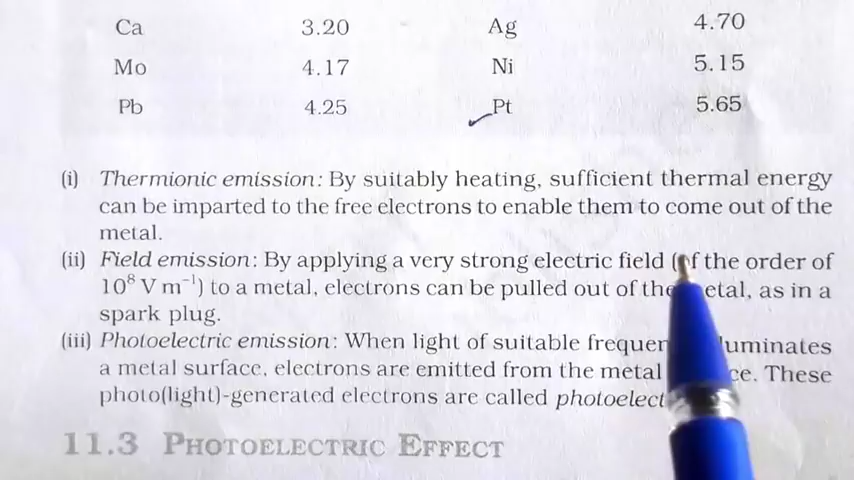 Ca 3.20 Ag 4.70
Mo 4.17 Ni 5.15
Pb 4.25 Pt 5.65
(i) Thermionic emission: By suitably heating, sufficient thermal energy
can be imparted to the free electrons to enable them to come out of the
metal.
(ii) Field emission: By applying a very strong electric field (of the order of
10⁸ V m⁻¹) to a metal, electrons can be pulled out of the metal, as in a
spark plug.
(iii) Photoelectric emission: When light of suitable
a metal surface, electrons are emitted from the metal These
photo(light)-generated electrons are called
11.3 PHOTOELECTRIC EFFECT